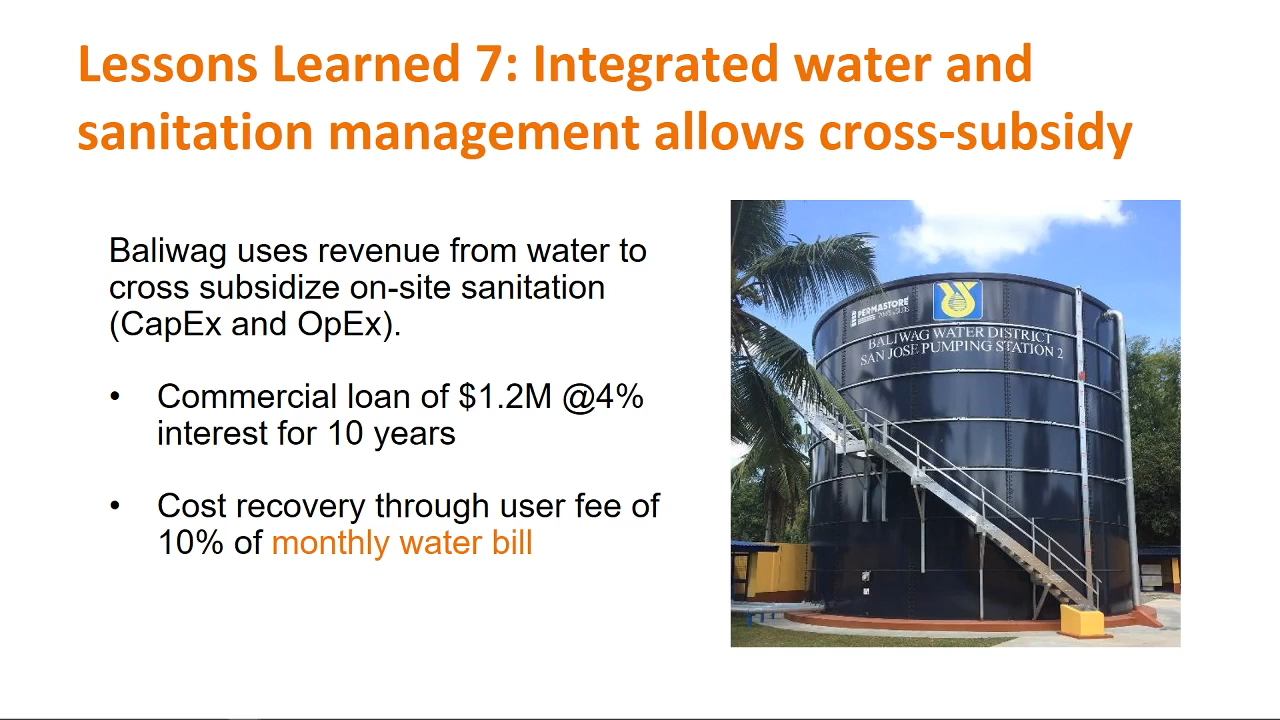 Lessons Learned 7: Integrated water and
sanitation management allows cross-subsidy
Baliwag uses revenue from water to
cross subsidize on-site sanitation
(CapEx and OpEx).
• Commercial loan of $1.2M @4%
interest for 10 years
• Cost recovery through user fee of
10% of monthly water bill
PERMASTORE
BALIWAG WATER DISTRICT
SAN JOSE PUMPING STATION 2